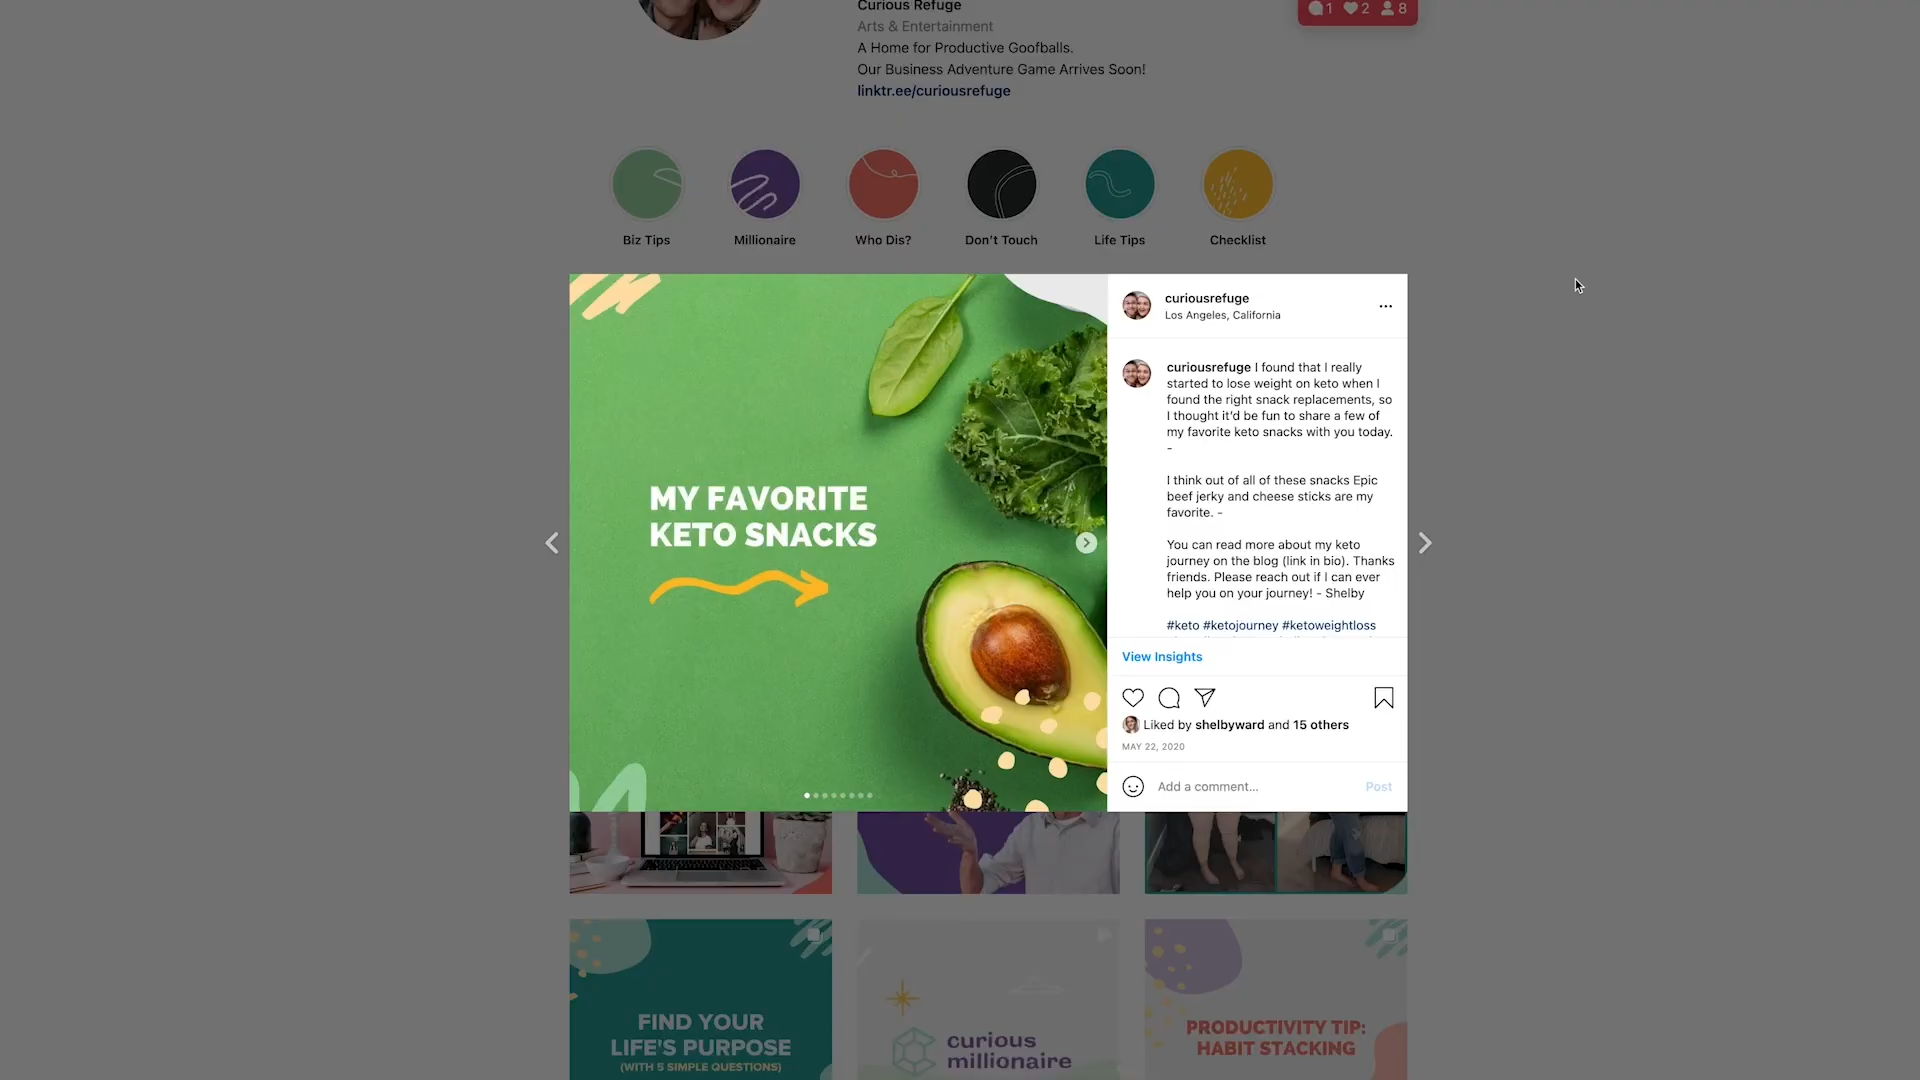 Curious Refuge
Arts & Entertainment
A Home for Productive Goofballs.
Our Business Adventure Game Arrives Soon!
linktr.ee/curiousrefuge
1 2 8
Biz Tips
Millionaire
Who Dis?
Don't Touch
Life Tips
Checklist
MY FAVORITE
KETO SNACKS
curiousrefuge
Los Angeles, California
curiousrefuge I found that I really
started to lose weight on keto when I
found the right snack replacements, so
I thought it'd be fun to share a few of
my favorite keto snacks with you today.
-
I think out of all of these snacks Epic
beef jerky and cheese sticks are my
favorite. -
You can read more about my keto
journey on the blog (link in bio). Thanks
friends. Please reach out if I can ever
help you on your journey! - Shelby
#keto #ketojourney #ketoweightloss
View Insights
Liked by shelbyward and 15 others
MAY 22, 2020
Add a comment...
Post
FIND YOUR
LIFE'S PURPOSE
(WITH 5 SIMPLE QUESTIONS)
curious
millionaire
PRODUCTIVITY TIP:
HABIT STACKING